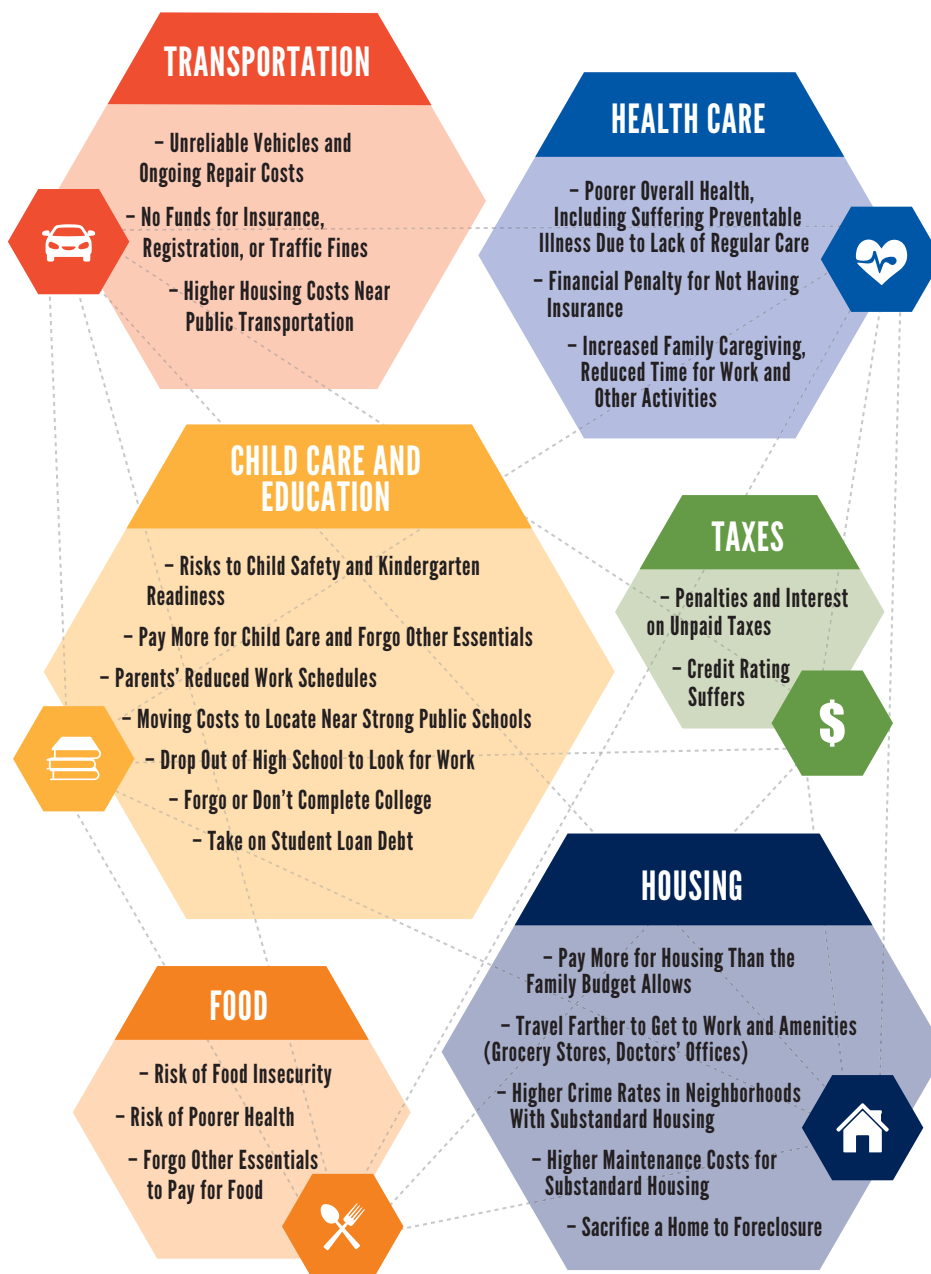 TRANSPORTATION
– Unreliable Vehicles and
Ongoing Repair Costs
– No Funds for Insurance,
Registration, or Traffic Fines
– Higher Housing Costs Near
Public Transportation
HEALTH CARE
– Poorer Overall Health,
Including Suffering Preventable
Illness Due to Lack of Regular Care
– Financial Penalty for Not Having
Insurance
– Increased Family Caregiving,
Reduced Time for Work and
Other Activities
CHILD CARE AND
EDUCATION
– Risks to Child Safety and Kindergarten
Readiness
– Pay More for Child Care and Forgo Other Essentials
– Parents’ Reduced Work Schedules
– Moving Costs to Locate Near Strong Public Schools
– Drop Out of High School to Look for Work
– Forgo or Don’t Complete College
– Take on Student Loan Debt
TAXES
– Penalties and Interest
on Unpaid Taxes
– Credit Rating
Suffers
$
FOOD
– Risk of Food Insecurity
– Risk of Poorer Health
– Forgo Other Essentials
to Pay for Food
HOUSING
– Pay More for Housing Than the
Family Budget Allows
– Travel Farther to Get to Work and Amenities
(Grocery Stores, Doctors’ Offices)
– Higher Crime Rates in Neighborhoods
With Substandard Housing
– Higher Maintenance Costs for
Substandard Housing
– Sacrifice a Home to Foreclosure